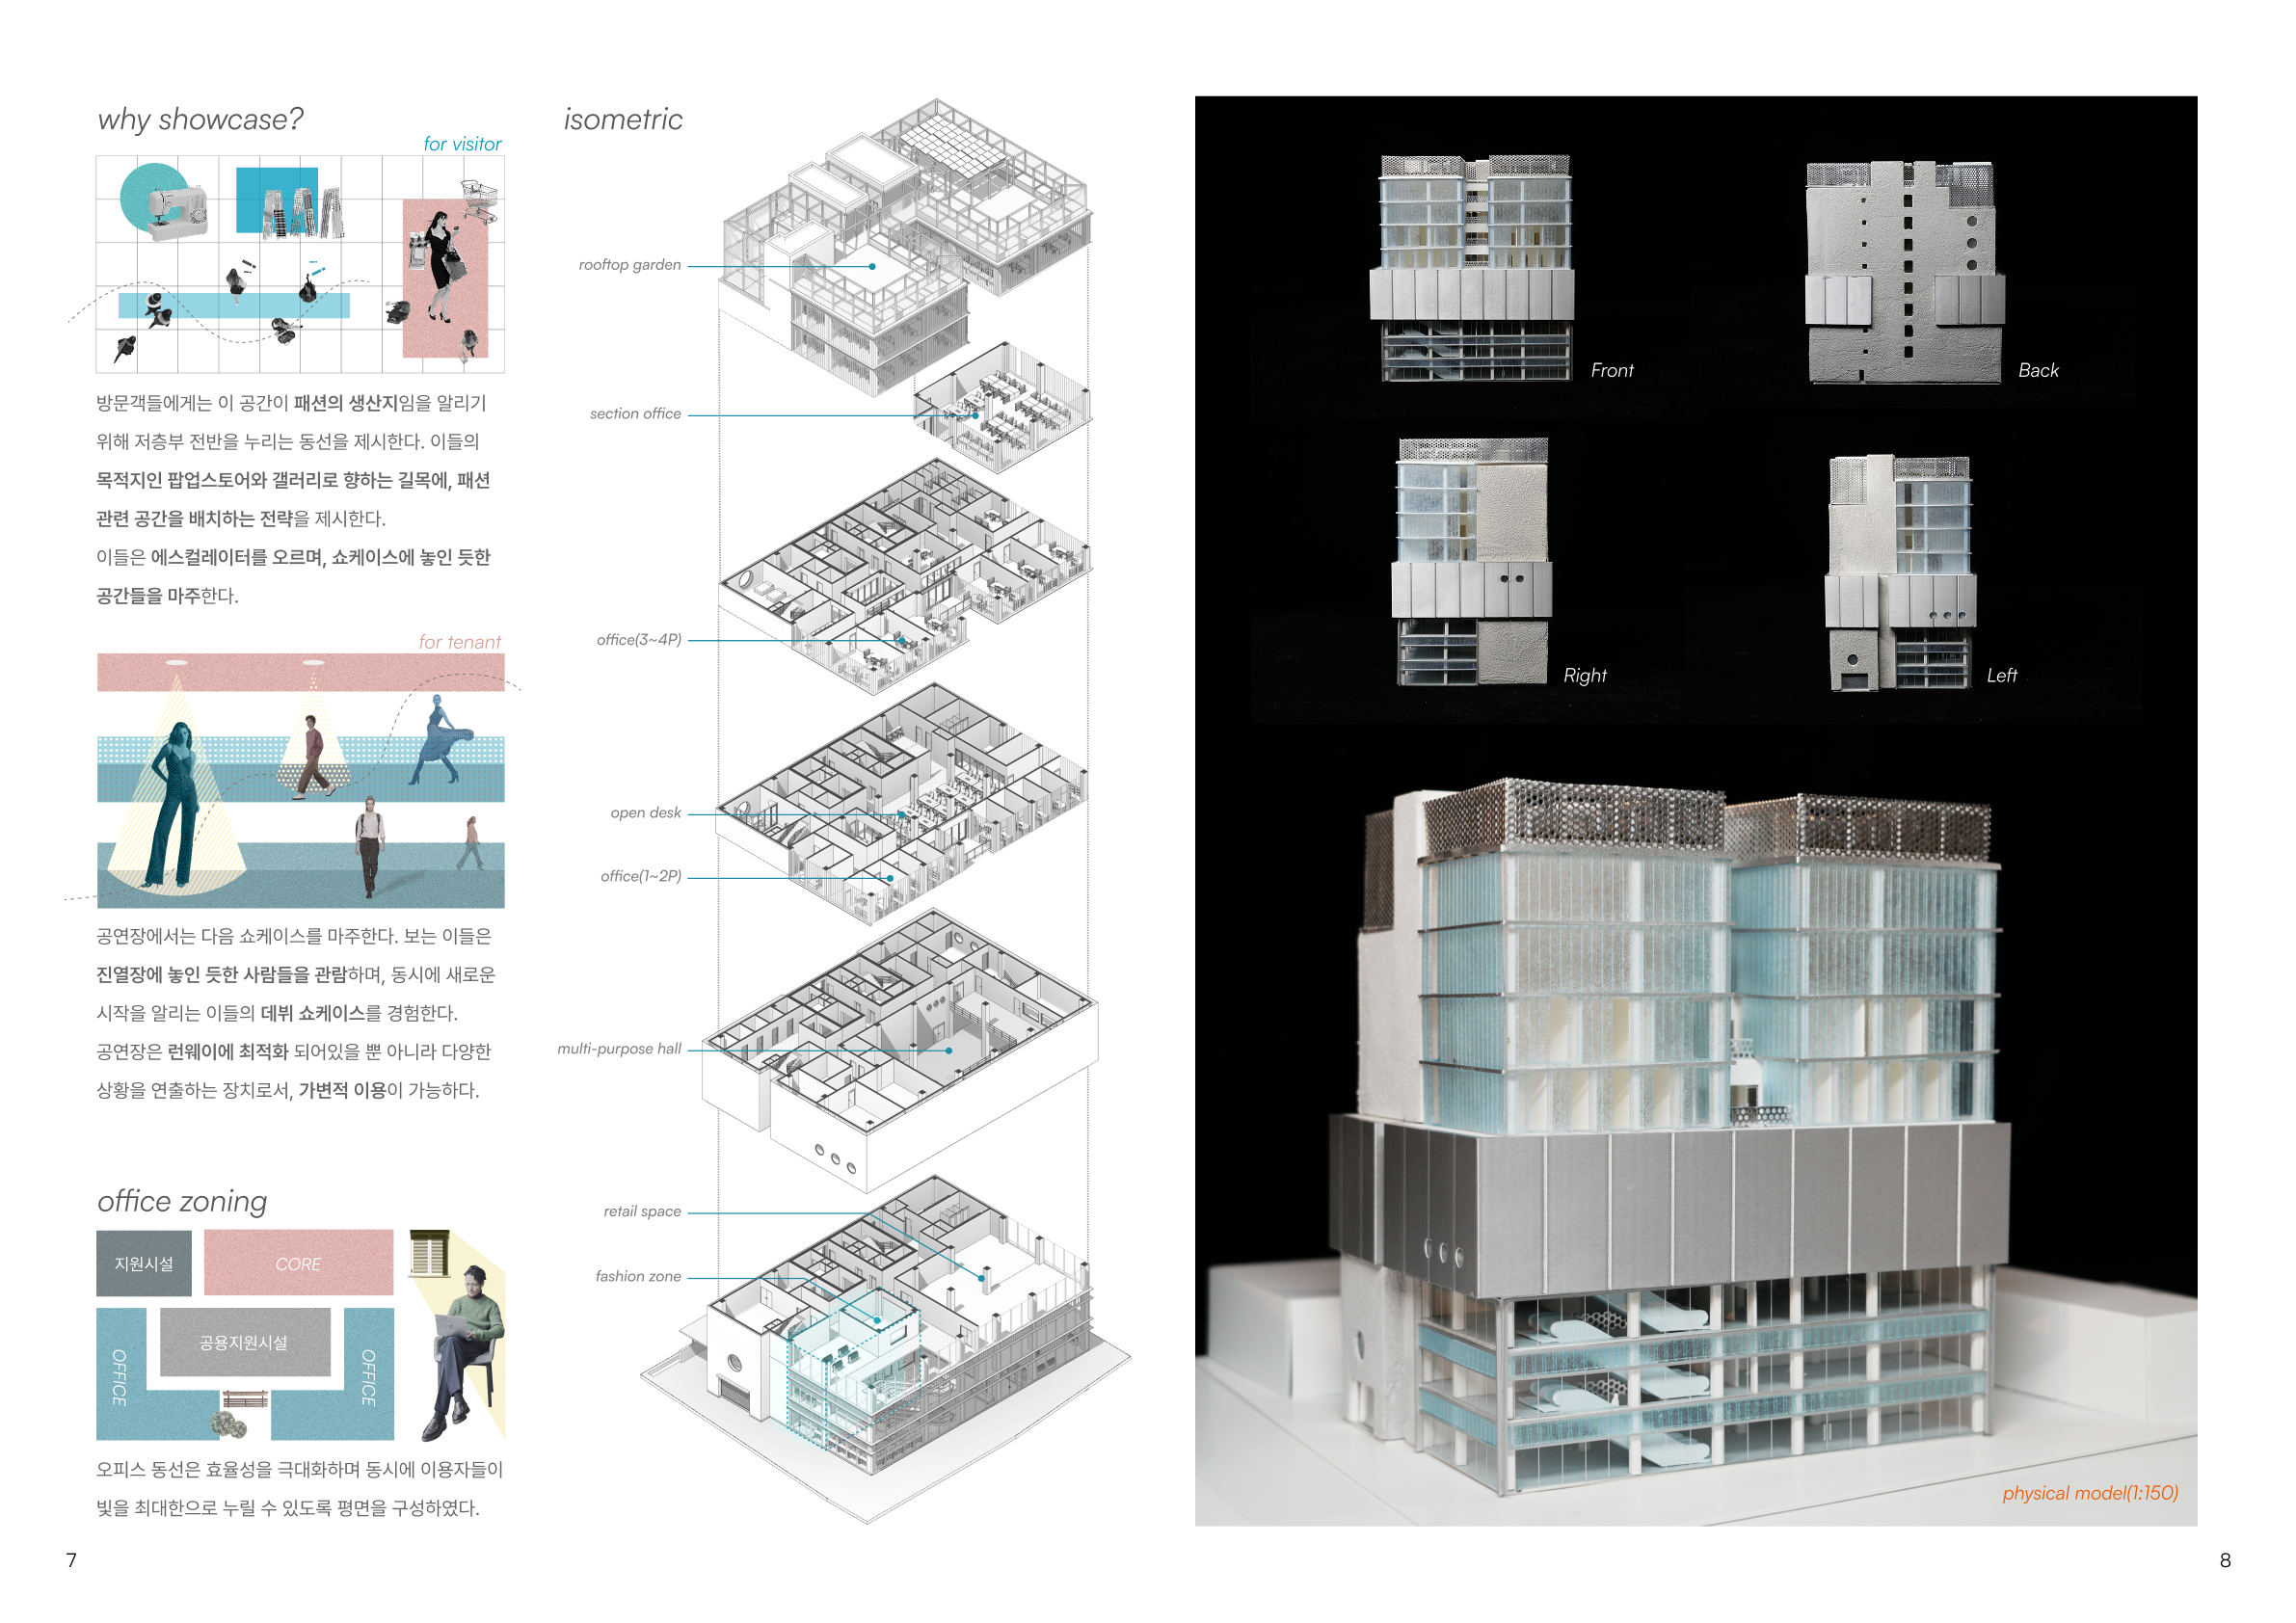 why showcase?
for visitor
방문객들에게는 이 공간이 패션의 생산지임을 알리기
위해 저층부 전반을 누리는 동선을 제시한다. 이들의
목적지인 팝업스토어와 갤러리로 향하는 길목에, 패션
관련 공간을 배치하는 전략을 제시한다.
이들은 에스컬레이터를 오르며, 쇼케이스에 놓인 듯한
공간들을 마주한다.
for tenant
공연장에서는 다음 쇼케이스를 마주한다. 보는 이들은
진열장에 놓인 듯한 사람들을 관람하며, 동시에 새로운
시작을 알리는 이들의 데뷔 쇼케이스를 경험한다.
공연장은 런웨이에 최적화 되어있을 뿐 아니라 다양한
상황을 연출하는 장치로서, 가변적 이용이 가능하다.
office zoning
지원시설
CORE
OFFICE
공용지원시설
OFFICE
오피스 동선은 효율성을 극대화하며 동시에 이용자들이
빛을 최대한으로 누릴 수 있도록 평면을 구성하였다.
7
isometric
rooftop garden
section office
office(3~4P)
open desk
office(1~2P)
multi-purpose hall
retail space
fashion zone
Front
Back
Right
Left
physical model(1:150)
8